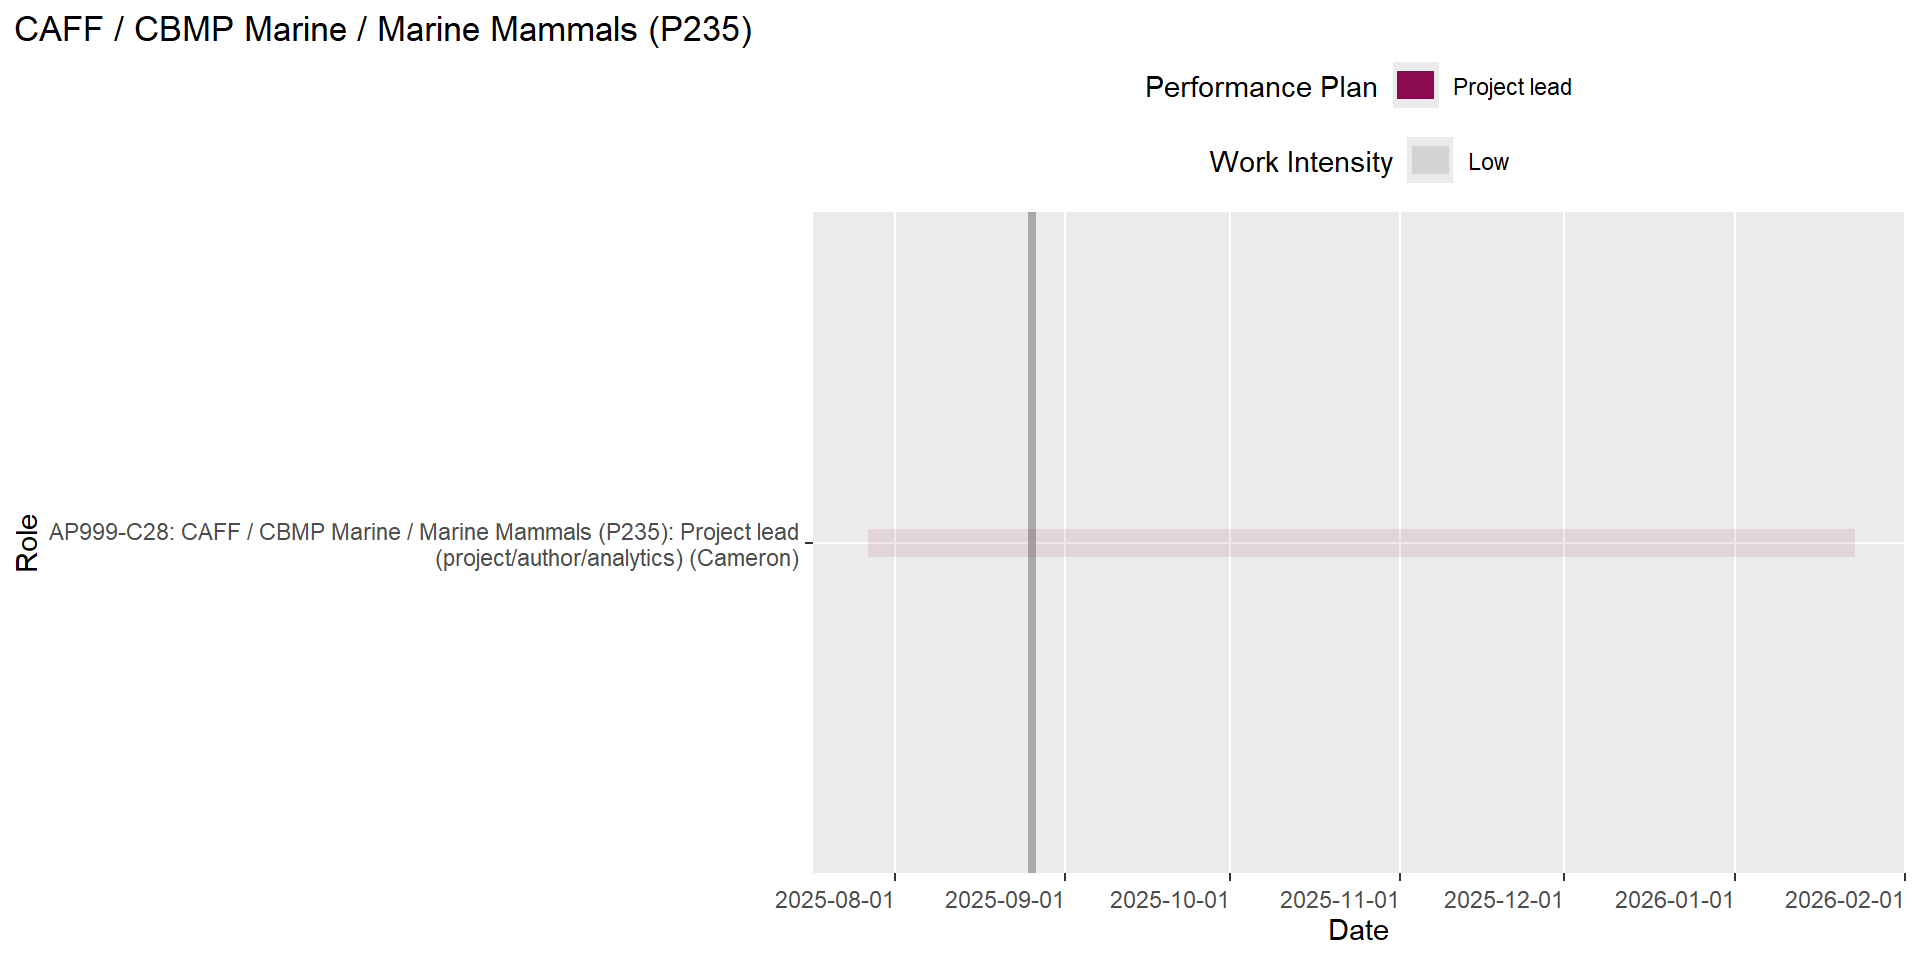 CAFF / CBMP Marine / Marine Mammals (P235)
Performance Plan
Project lead
Work Intensity
Low
Role
AP999-C28: CAFF / CBMP Marine / Marine Mammals (P235): Project lead
(project/author/analytics) (Cameron)
2025-08-01
2025-09-01
2025-10-01
2025-11-01
2025-12-01
2026-01-01
2026-02-01
Date